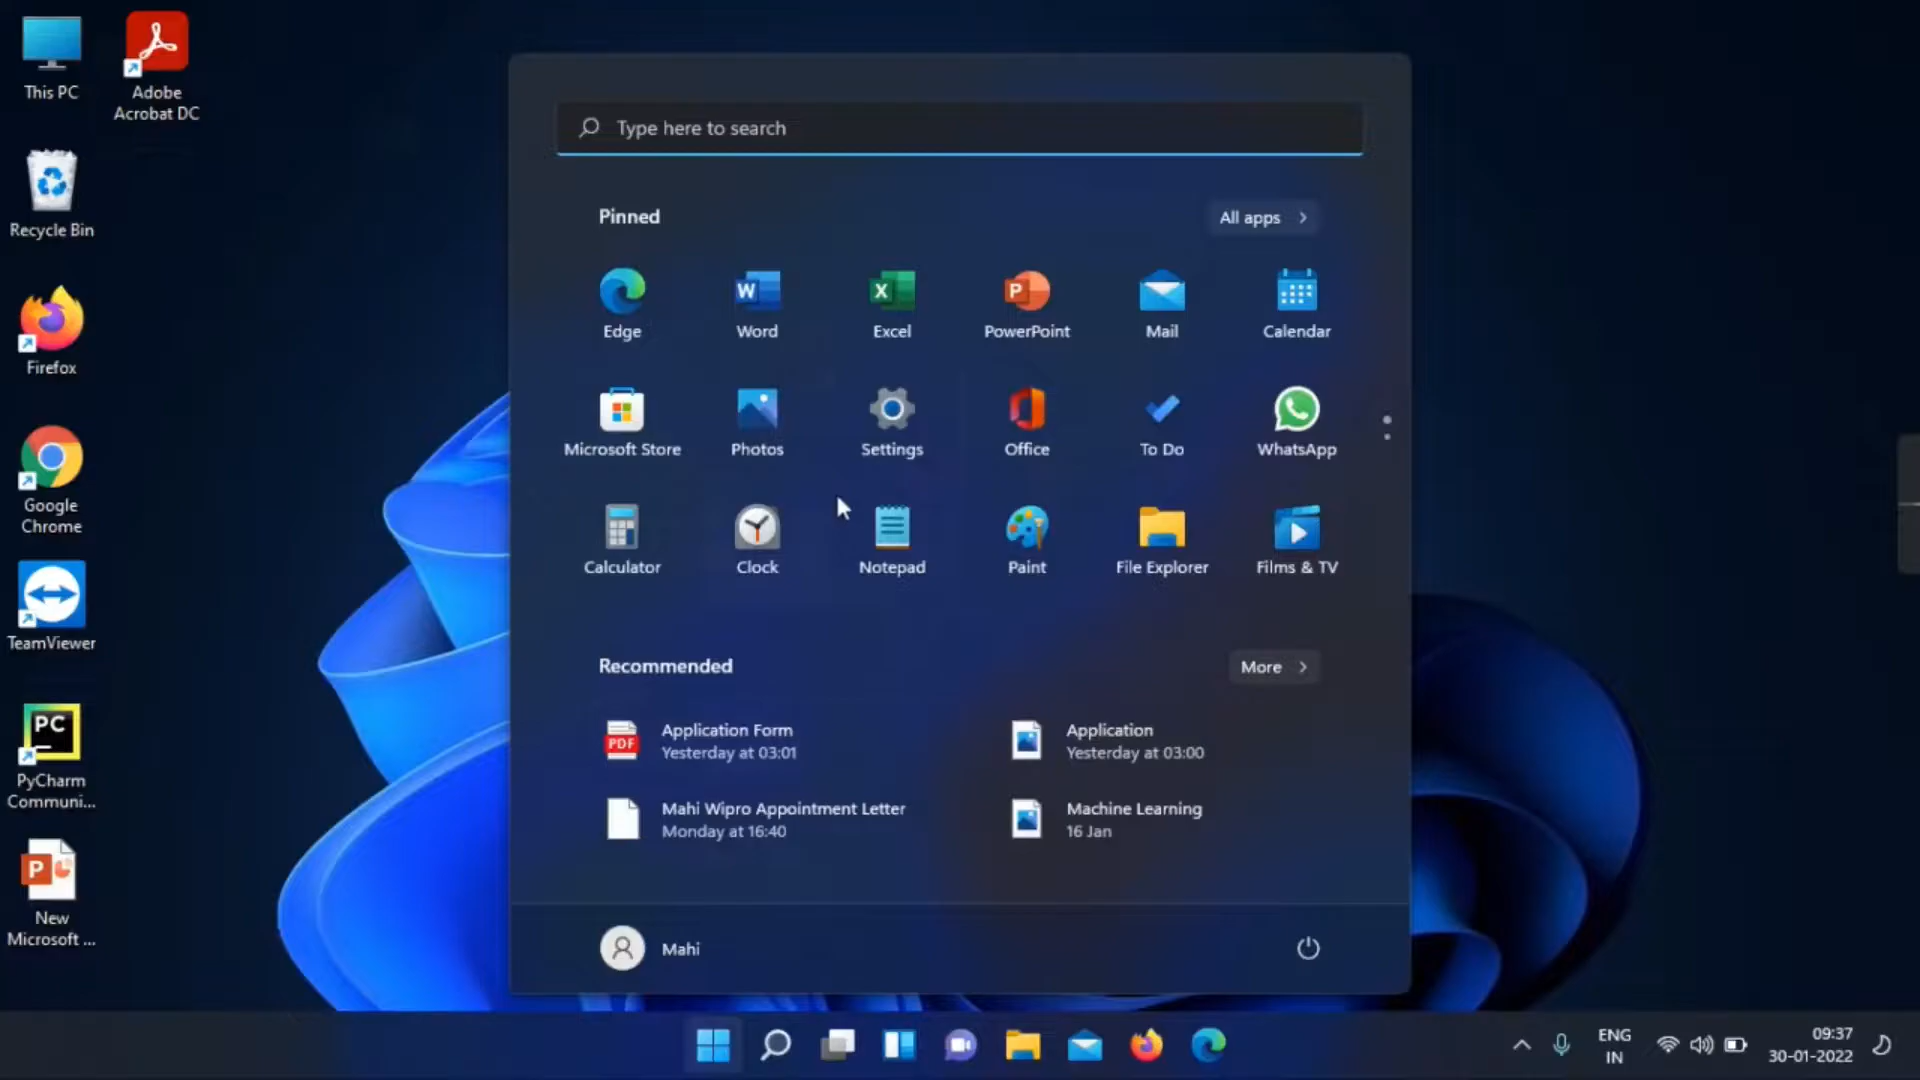 This PC
Adobe
Acrobat DC
Recycle Bin
Firefox
Google
Chrome
TeamViewer
PC
PyCharm
Communi...
P
New
Microsoft ...
Type here to search
Pinned
All apps
Edge
W
Word
X
Excel
P
PowerPoint
Mail
Calendar
Microsoft Store
Photos
Settings
Office
To Do
WhatsApp
Calculator
Clock
Notepad
Paint
File Explorer
Films & TV
Recommended
More
PDF
Application Form
Yesterday at 03:01
Application
Yesterday at 03:00
Mahi Wipro Appointment Letter
Monday at 16:40
Machine Learning
16 Jan
Mahi
ENG
IN
09:37
30-01-2022